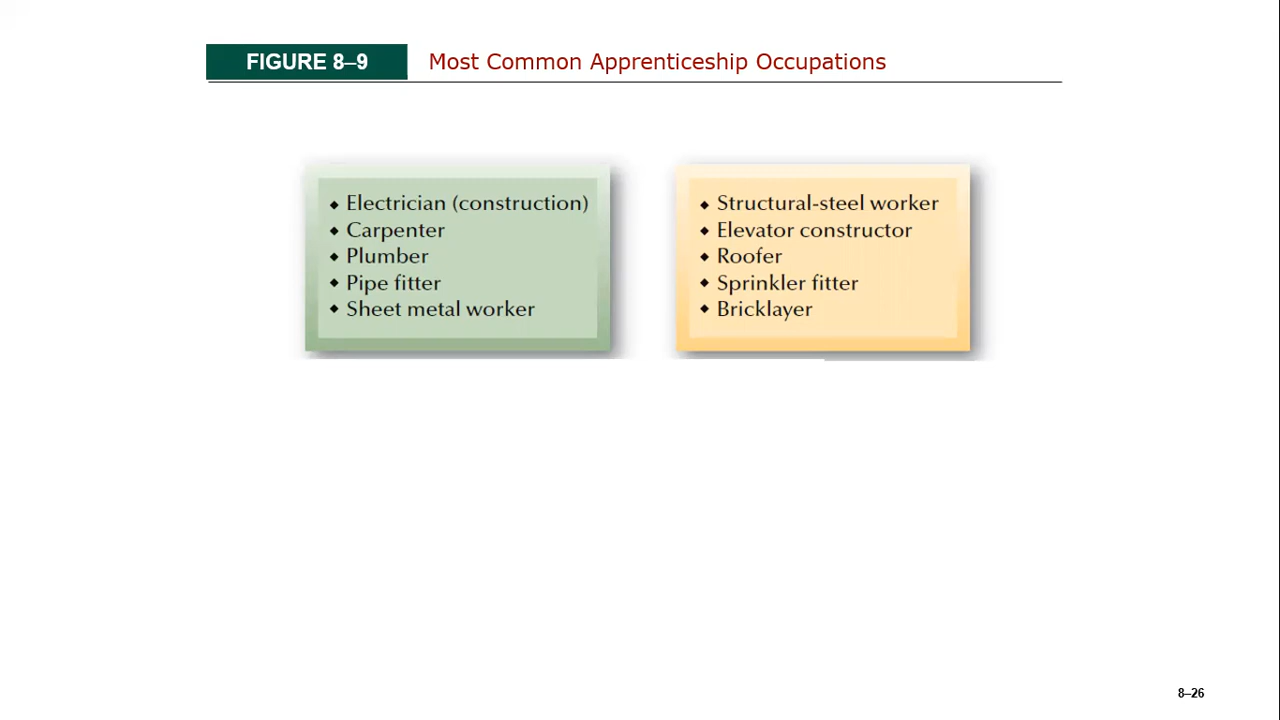 FIGURE 8–9 Most Common Apprenticeship Occupations
◆ Electrician (construction)
◆ Carpenter
◆ Plumber
◆ Pipe fitter
◆ Sheet metal worker
◆ Structural-steel worker
◆ Elevator constructor
◆ Roofer
◆ Sprinkler fitter
◆ Bricklayer
8–26